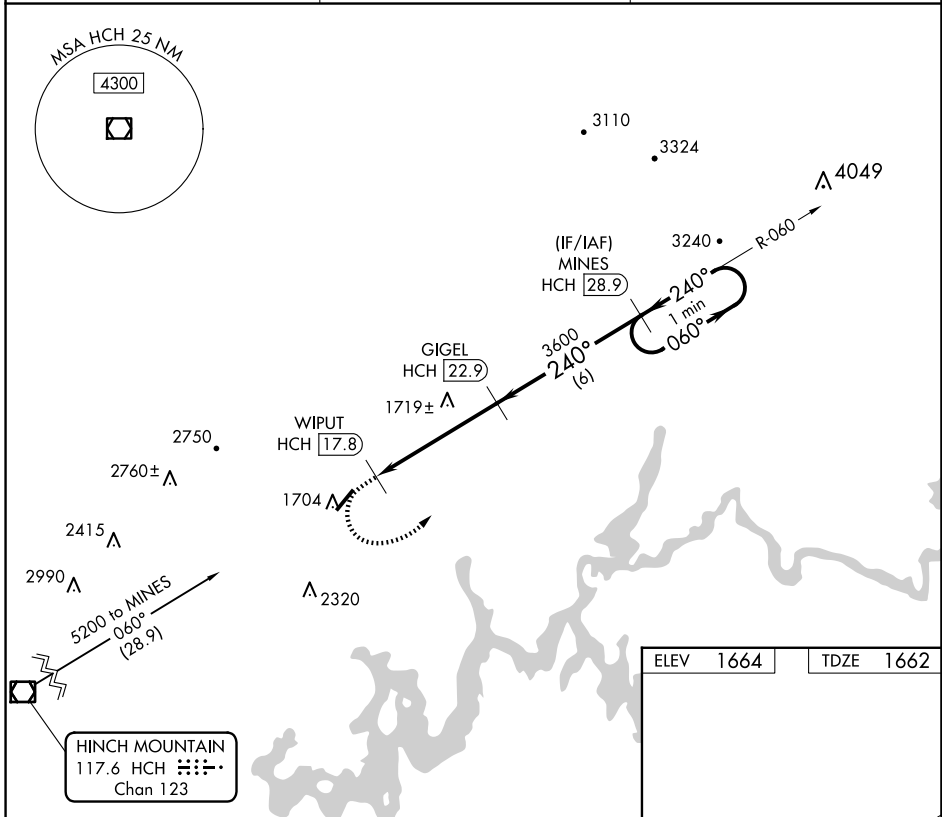 MSA HCH 25 NM
4300
3110
3324
4049
R-060
3240
(IF/IAF)
MINES
HCH 28.9
240°
1 min
060°
3600
240°
(6)
GIGEL
HCH 22.9
1719±
WIPUT
HCH 17.8
2750
2760±
1704
2415
2990
2320
5200 to MINES
060°
(28.9)
HINCH MOUNTAIN
117.6 HCH
Chan 123
ELEV 1664
TDZE 1662